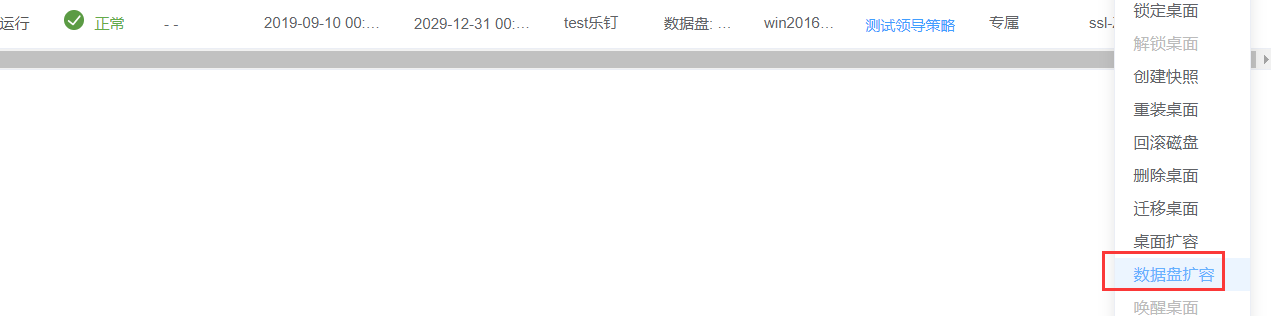 运行 正常 - - 2019-09-10 00:... 2029-12-31 00:... test乐钉 数据盘: ... win2016... 测试领导策略 专属 ssl-
锁定桌面
解锁桌面
创建快照
重装桌面
回滚磁盘
删除桌面
迁移桌面
桌面扩容
数据盘扩容
唤醒桌面